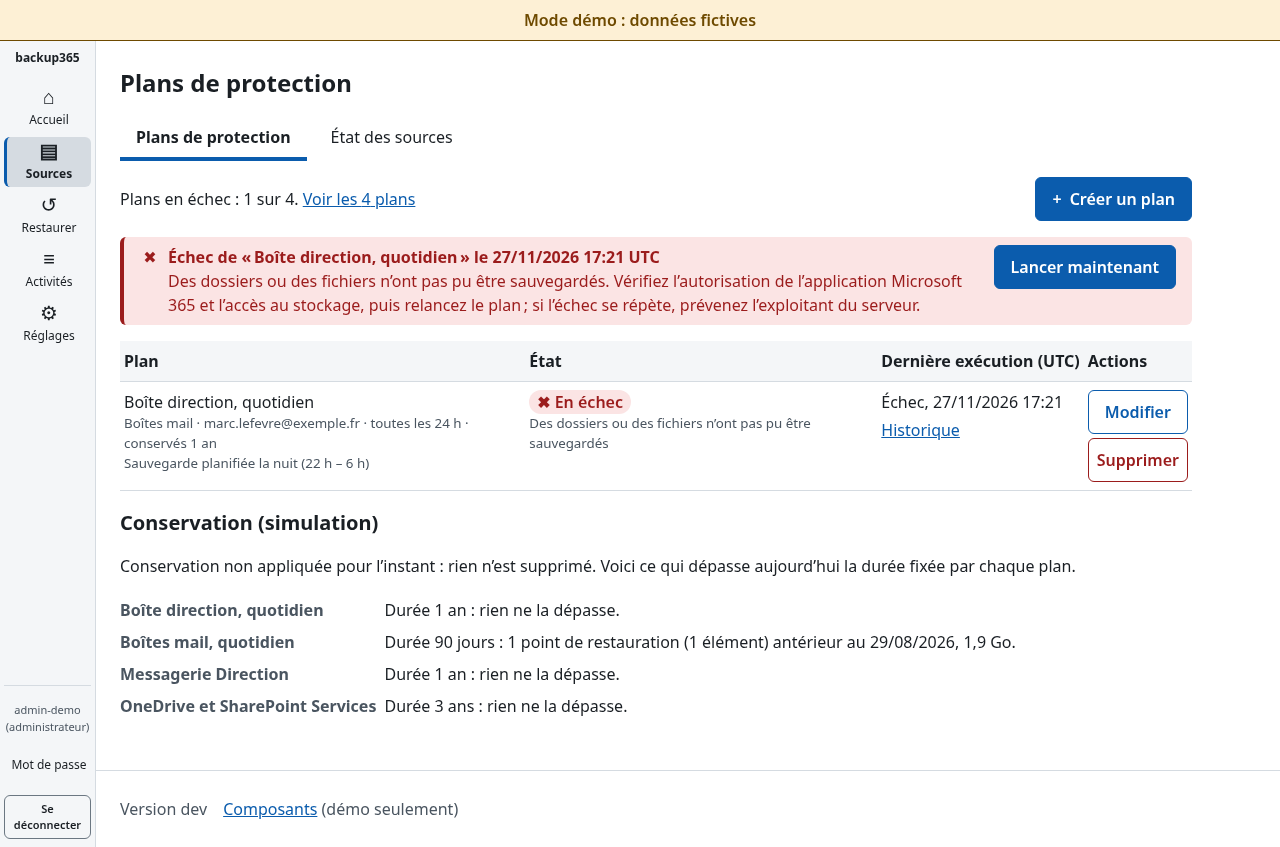 Mode démo : données fictives
backup365
Accueil
Sources
Restaurer
Activités
Réglages
admin-demo
(administrateur)
Mot de passe
Se
déconnecter
Plans de protection
Plans de protection
État des sources
Plans en échec : 1 sur 4. Voir les 4 plans
+ Créer un plan
✖ Échec de « Boîte direction, quotidien » le 27/11/2026 17:21 UTC
Des dossiers ou des fichiers n’ont pas pu être sauvegardés. Vérifiez l’autorisation de l’application Microsoft
365 et l’accès au stockage, puis relancez le plan ; si l’échec se répète, prévenez l’exploitant du serveur.
Lancer maintenant
Plan État Dernière exécution (UTC) Actions
Boîte direction, quotidien
Boîtes mail · marc.lefevre@exemple.fr · toutes les 24 h ·
conservés 1 an
Sauvegarde planifiée la nuit (22 h – 6 h)
✖ En échec
Des dossiers ou des fichiers n’ont pas pu être
sauvegardés
Échec, 27/11/2026 17:21
Historique
Modifier
Supprimer
Conservation (simulation)
Conservation non appliquée pour l’instant : rien n’est supprimé. Voici ce qui dépasse aujourd’hui la durée fixée par chaque plan.
Boîte direction, quotidien Durée 1 an : rien ne la dépasse.
Boîtes mail, quotidien Durée 90 jours : 1 point de restauration (1 élément) antérieur au 29/08/2026, 1,9 Go.
Messagerie Direction Durée 1 an : rien ne la dépasse.
OneDrive et SharePoint Services Durée 3 ans : rien ne la dépasse.
Version dev Composants (démo seulement)